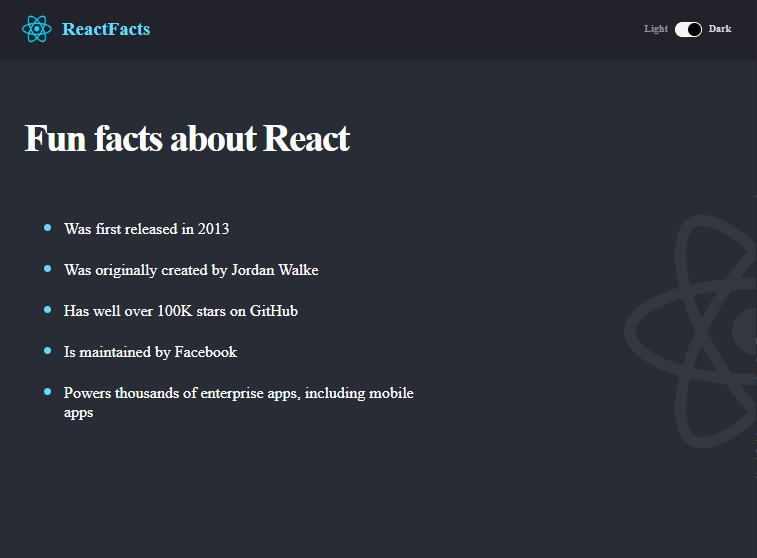 ReactFacts
Light
Dark
Fun facts about React
Was first released in 2013
Was originally created by Jordan Walke
Has well over 100K stars on GitHub
Is maintained by Facebook
Powers thousands of enterprise apps, including mobile
apps